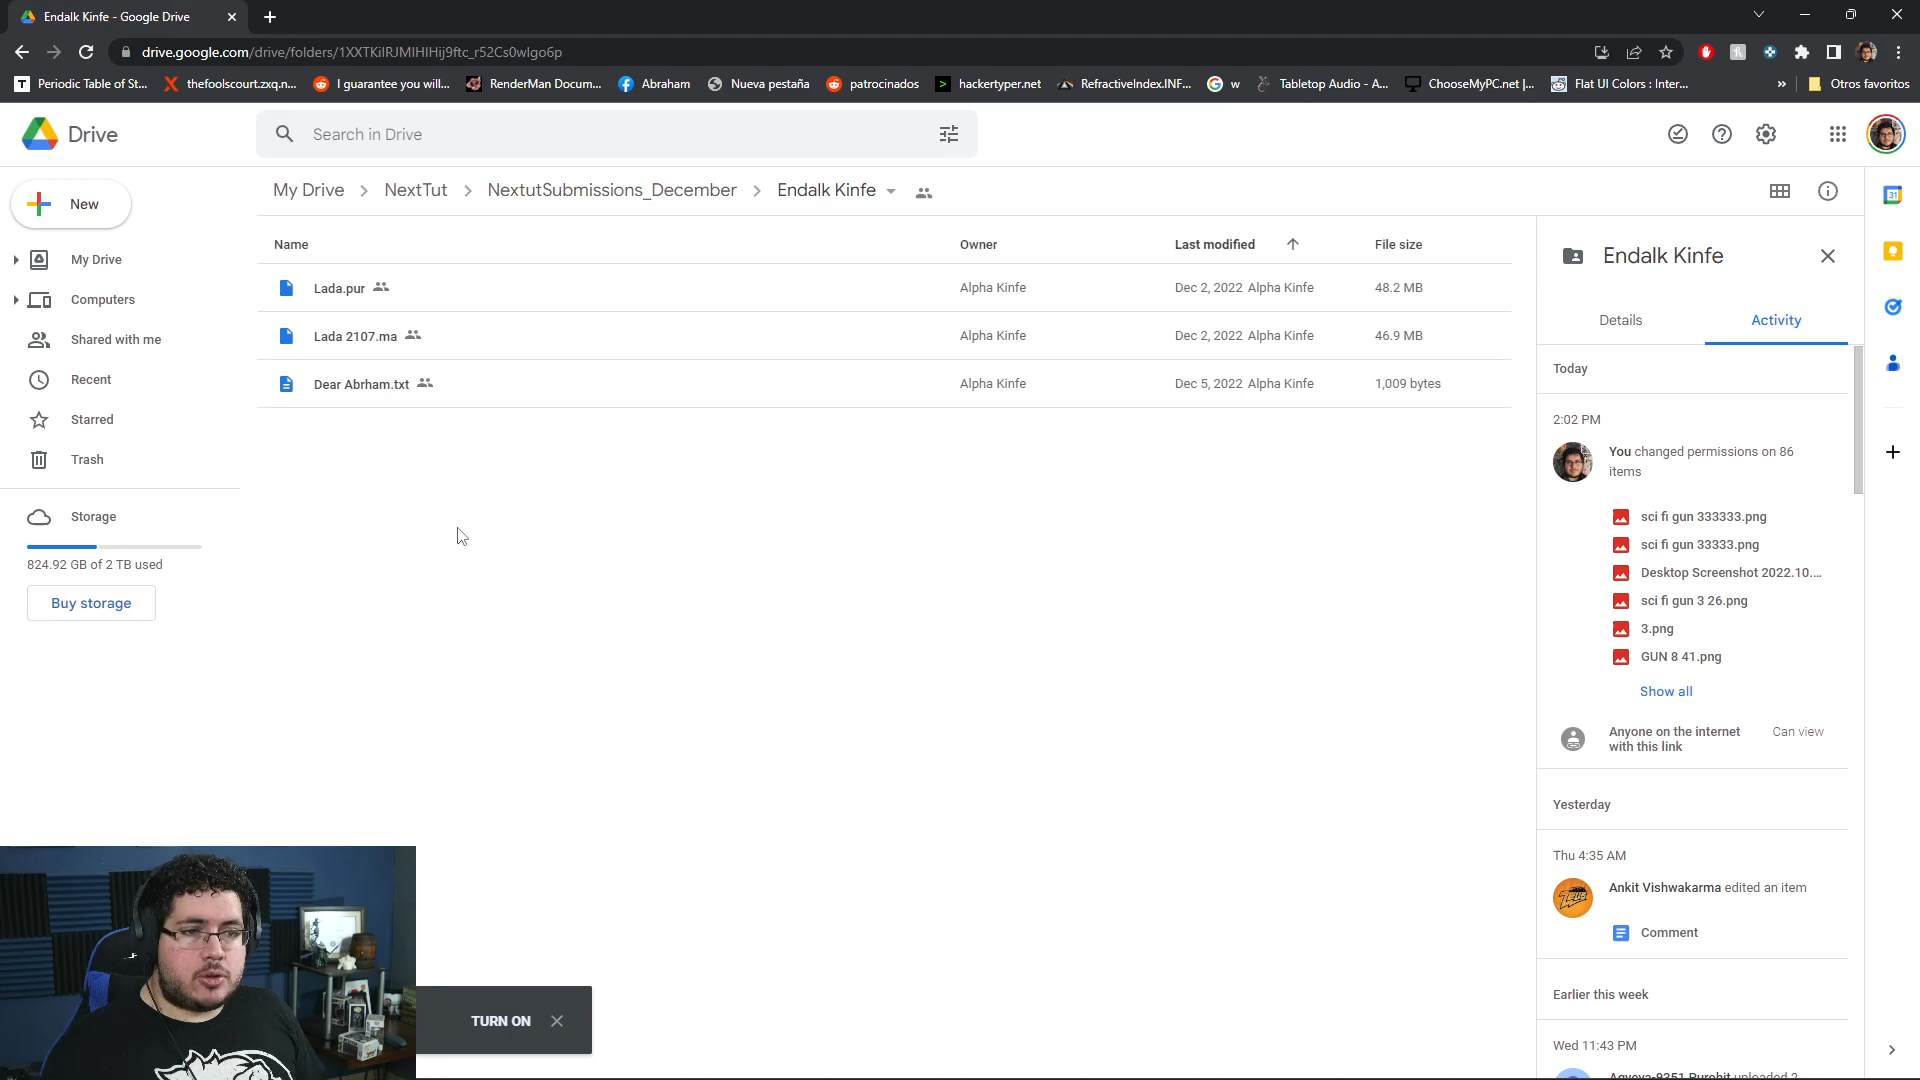 Endalk Kinfe - Google Drive
drive.google.com/drive/folders/1XXTKilRJMIHIHij9ftc_r52Cs0wIgo6p
Periodic Table of St...
thefoolscourt.zxq.n...
I guarantee you will...
RenderMan Docum...
Abraham
Nueva pestaña
patrocinados
hackertyper.net
RefractiveIndex.INF...
w
Tabletop Audio - A...
ChooseMyPC.net |...
Flat UI Colors : Inter...
»
Otros favoritos
Drive
Search in Drive
New
My Drive
Computers
Shared with me
Recent
Starred
Trash
Storage
824.92 GB of 2 TB used
Buy storage
My Drive > NextTut > NextutSubmissions_December > Endalk Kinfe
Name Owner Last modified File size
Lada.pur Alpha Kinfe Dec 2, 2022 Alpha Kinfe 48.2 MB
Lada 2107.ma Alpha Kinfe Dec 2, 2022 Alpha Kinfe 46.9 MB
Dear Abrham.txt Alpha Kinfe Dec 5, 2022 Alpha Kinfe 1,009 bytes
Endalk Kinfe
Details Activity
Today
2:02 PM
You changed permissions on 86
items
sci fi gun 333333.png
sci fi gun 33333.png
Desktop Screenshot 2022.10....
sci fi gun 3 26.png
3.png
GUN 8 41.png
Show all
Anyone on the internet Can view
with this link
Yesterday
Thu 4:35 AM
Ankit Vishwakarma edited an item
Comment
Earlier this week
Wed 11:43 PM
31
TURN ON